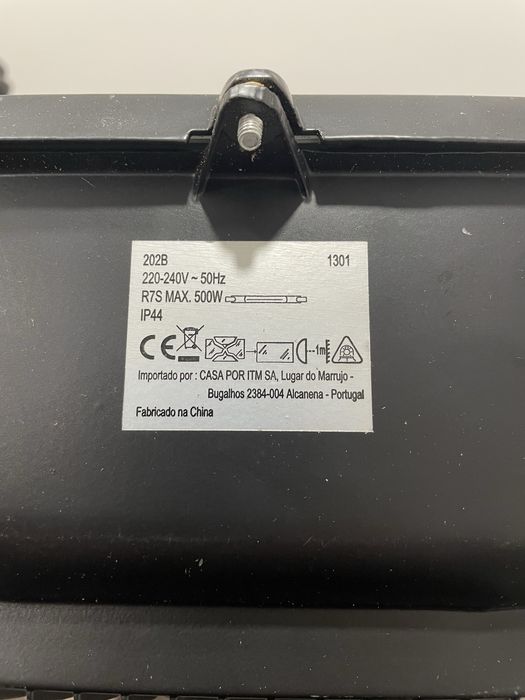 202B 1301
220-240V ~ 50Hz
R7S MAX. 500W
IP44
CE 1m
Importado por : CASA POR ITM SA, Lugar do Marrujo -
Bugalhos 2384-004 Alcanena - Portugal
Fabricado na China